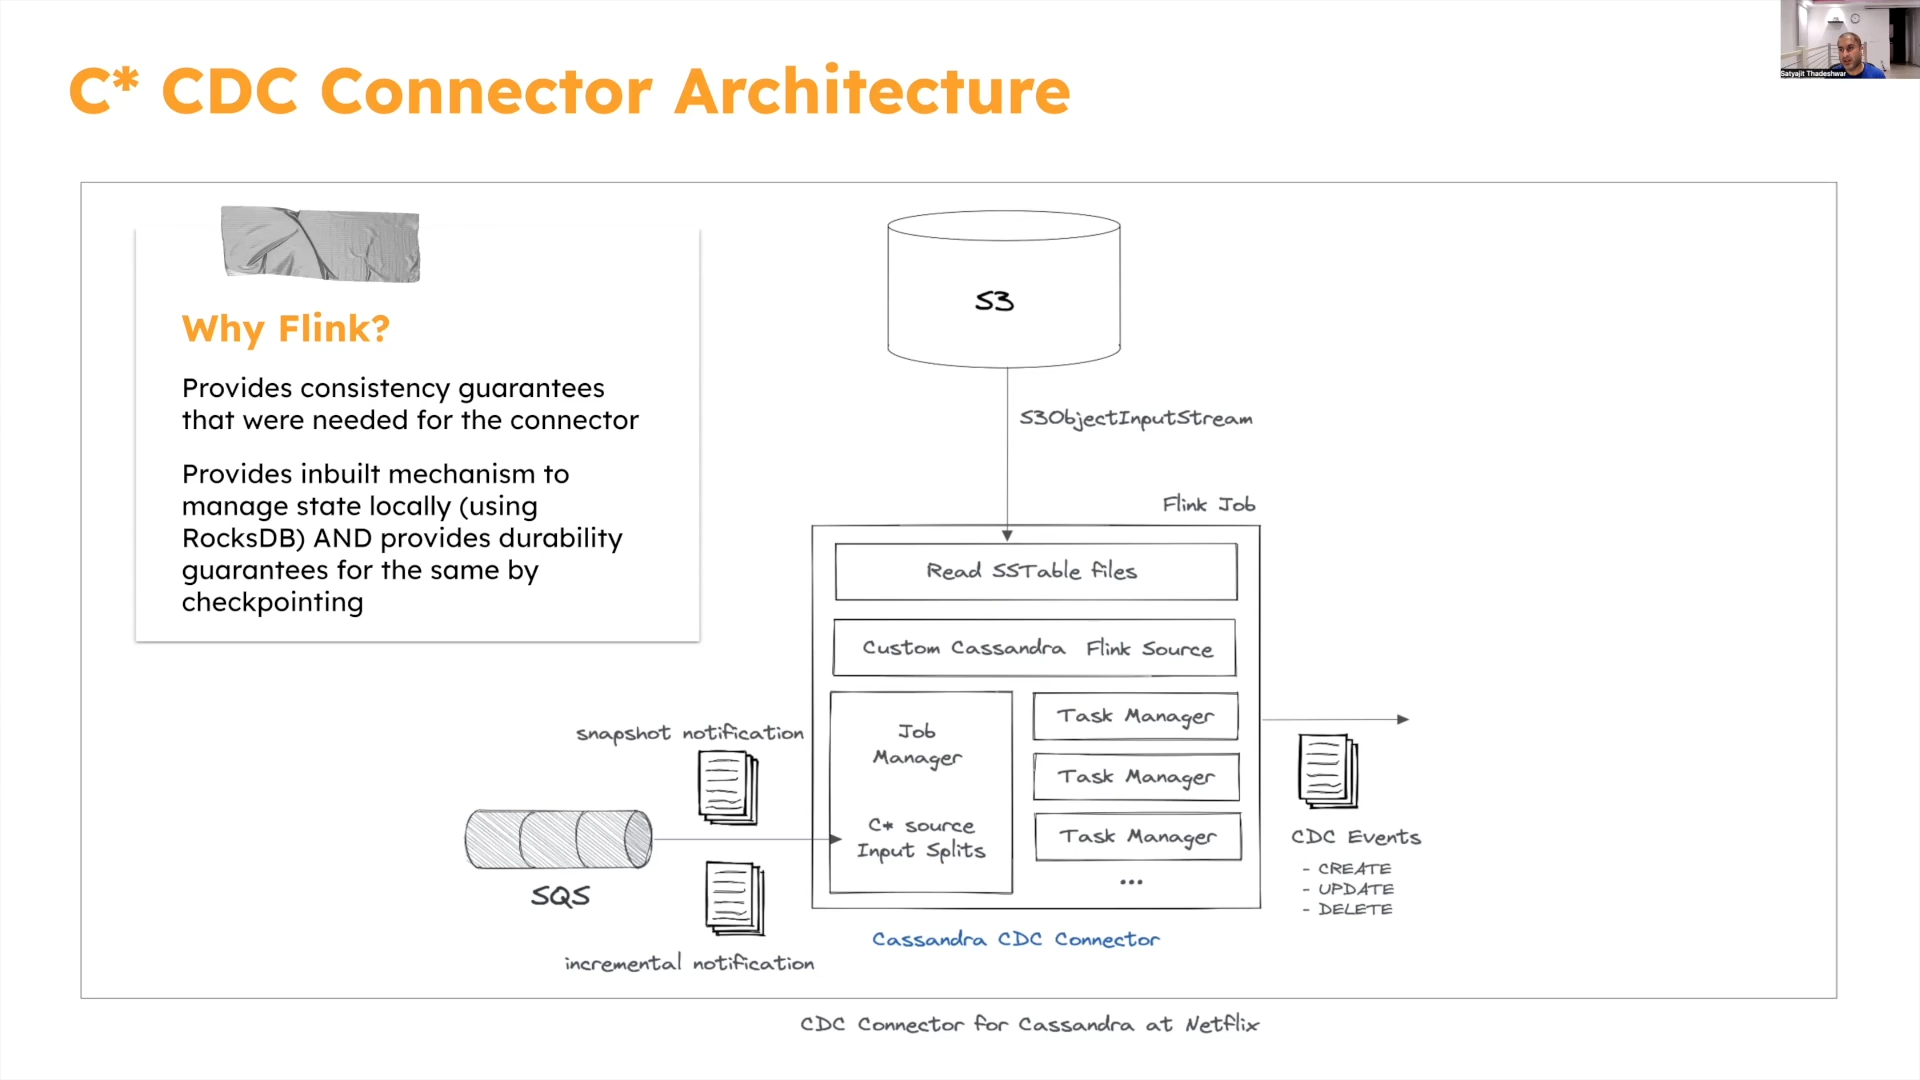 C* CDC Connector Architecture
Satyajit Thadeshwar
Why Flink?
Provides consistency guarantees
that were needed for the connector
Provides inbuilt mechanism to
manage state locally (using
RocksDB) AND provides durability
guarantees for the same by
checkpointing
S3
S3ObjectInputStream
Flink Job
Read SSTable files
Custom Cassandra Flink Source
Job
Manager
C* source
Input Splits
Task Manager
Task Manager
Task Manager
...
snapshot notification
SQS
incremental notification
CDC Events
- CREATE
- UPDATE
- DELETE
Cassandra CDC Connector
CDC Connector for Cassandra at Netflix